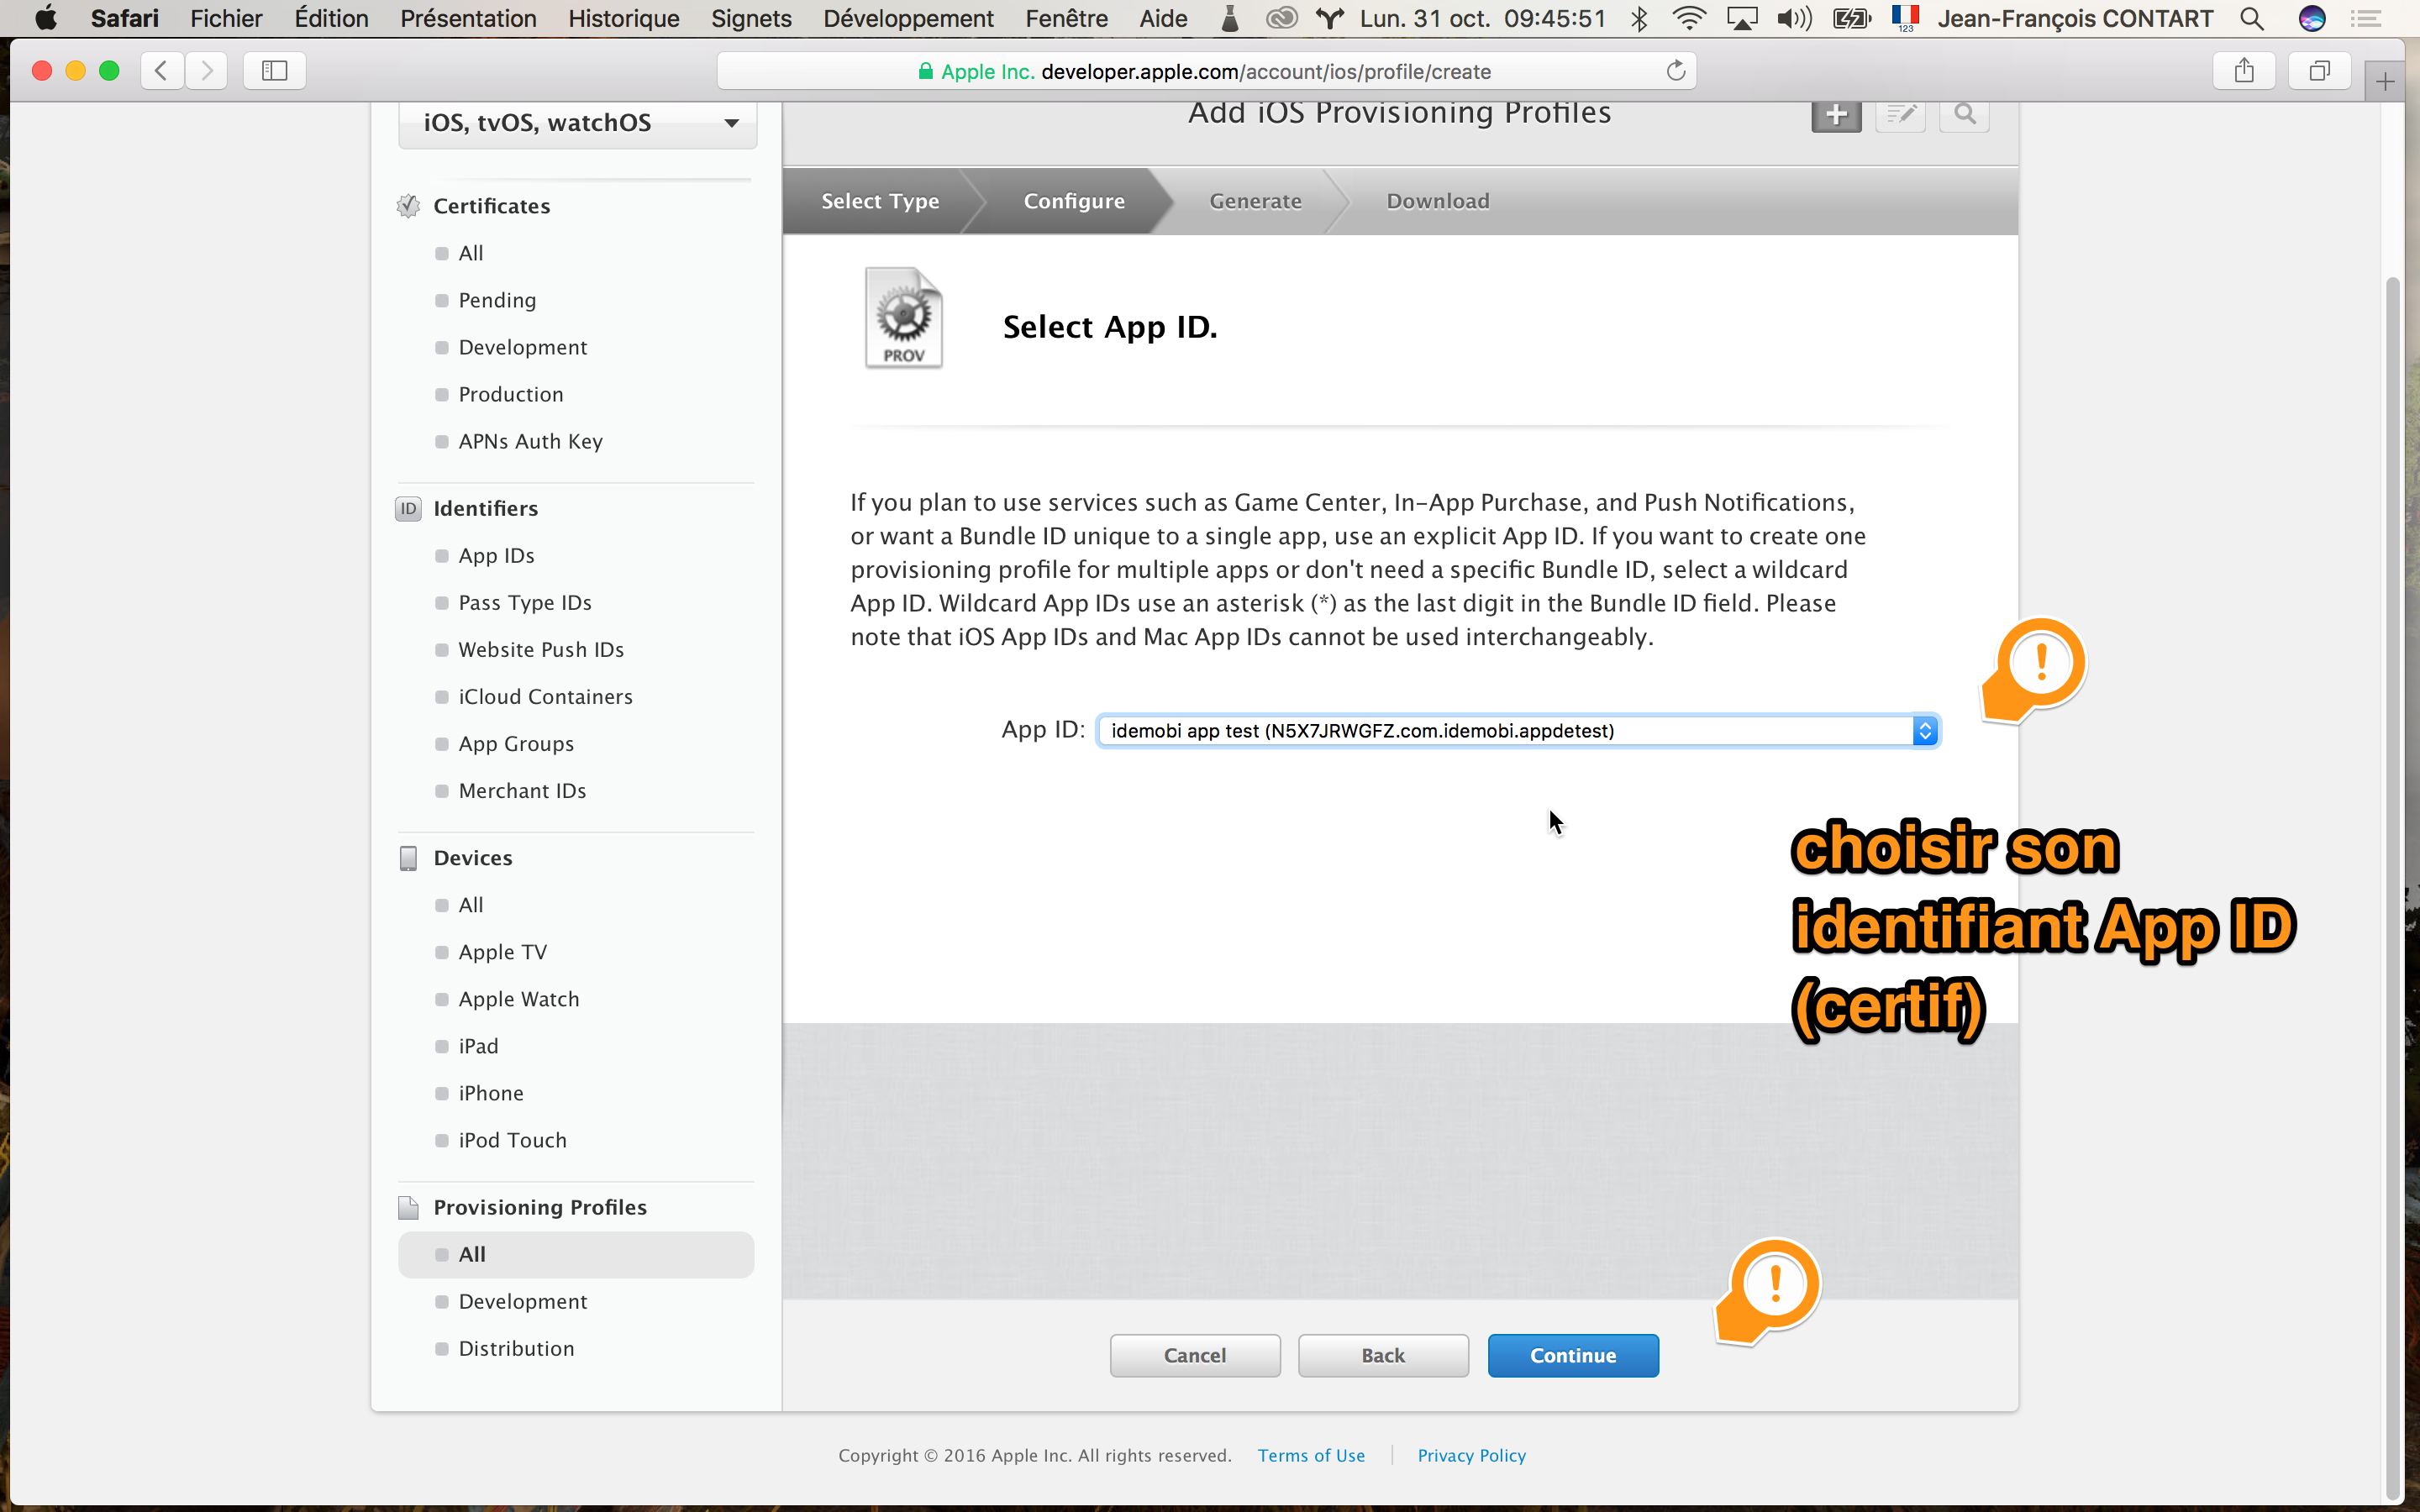 Safari Fichier Édition Présentation Historique Signets Développement Fenêtre Aide Lun. 31 oct. 09:45:51 123 Jean-François CONTART
Apple Inc. developer.apple.com/account/ios/profile/create
iOS, tvOS, watchOS
Add iOS Provisioning Profiles
Select Type Configure Generate Download
Certificates
All
Pending
Development
Production
APNs Auth Key
ID Identifiers
App IDs
Pass Type IDs
Website Push IDs
iCloud Containers
App Groups
Merchant IDs
Devices
All
Apple TV
Apple Watch
iPad
iPhone
iPod Touch
Provisioning Profiles
All
Development
Distribution
PROV
Select App ID.
If you plan to use services such as Game Center, In-App Purchase, and Push Notifications,
or want a Bundle ID unique to a single app, use an explicit App ID. If you want to create one
provisioning profile for multiple apps or don't need a specific Bundle ID, select a wildcard
App ID. Wildcard App IDs use an asterisk (*) as the last digit in the Bundle ID field. Please
note that iOS App IDs and Mac App IDs cannot be used interchangeably.
App ID: idemobi app test (N5X7JRWGFZ.com.idemobi.appdetest)
choisir son
identifiant App ID
(certif)
Cancel Back Continue
Copyright © 2016 Apple Inc. All rights reserved. Terms of Use Privacy Policy